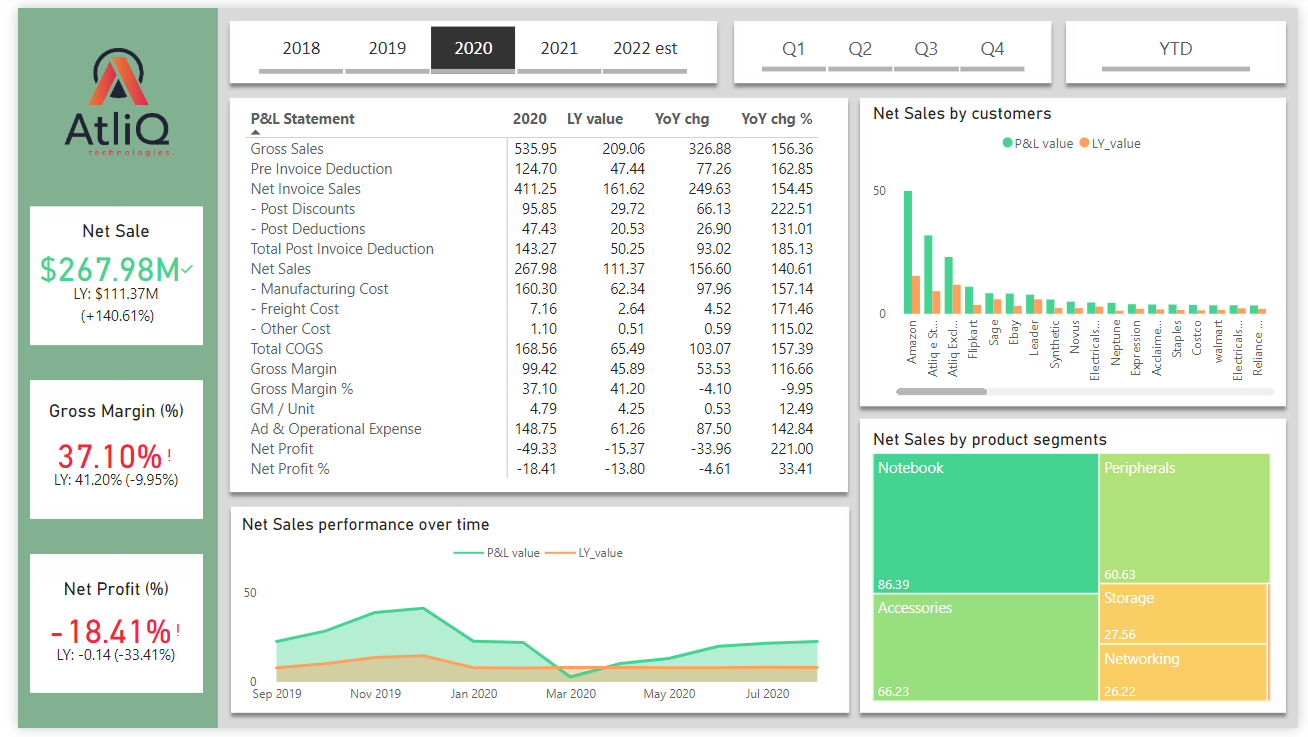 AtliQ
technologies
2018 2019 2020 2021 2022 est
Q1 Q2 Q3 Q4
YTD
Net Sale
$267.98M
LY: $111.37M
(+140.61%)
Gross Margin (%)
37.10%!
LY: 41.20% (-9.95%)
Net Profit (%)
-18.41%!
LY: -0.14 (-33.41%)
P&L Statement 2020 LY value YoY chg YoY chg %
Gross Sales 535.95 209.06 326.88 156.36
Pre Invoice Deduction 124.70 47.44 77.26 162.85
Net Invoice Sales 411.25 161.62 249.63 154.45
- Post Discounts 95.85 29.72 66.13 222.51
- Post Deductions 47.43 20.53 26.90 131.01
Total Post Invoice Deduction 143.27 50.25 93.02 185.13
Net Sales 267.98 111.37 156.60 140.61
- Manufacturing Cost 160.30 62.34 97.96 157.14
- Freight Cost 7.16 2.64 4.52 171.46
- Other Cost 1.10 0.51 0.59 115.02
Total COGS 168.56 65.49 103.07 157.39
Gross Margin 99.42 45.89 53.53 116.66
Gross Margin % 37.10 41.20 -4.10 -9.95
GM / Unit 4.79 4.25 0.53 12.49
Ad & Operational Expense 148.75 61.26 87.50 142.84
Net Profit -49.33 -15.37 -33.96 221.00
Net Profit % -18.41 -13.80 -4.61 33.41
Net Sales performance over time
P&L value LY_value
50
0
Sep 2019 Nov 2019 Jan 2020 Mar 2020 May 2020 Jul 2020
Net Sales by customers
P&L value LY_value
50
0
Amazon
Atliq e St...
Atliq Excl...
Flipkart
Sage
Ebay
Leader
Synthetic
Novus
Electricals...
Neptune
Expression
Acclaime...
Staples
Costco
walmart
Electricals...
Reliance ...
Net Sales by product segments
Notebook
86.39
Accessories
66.23
Peripherals
60.63
Storage
27.56
Networking
26.22